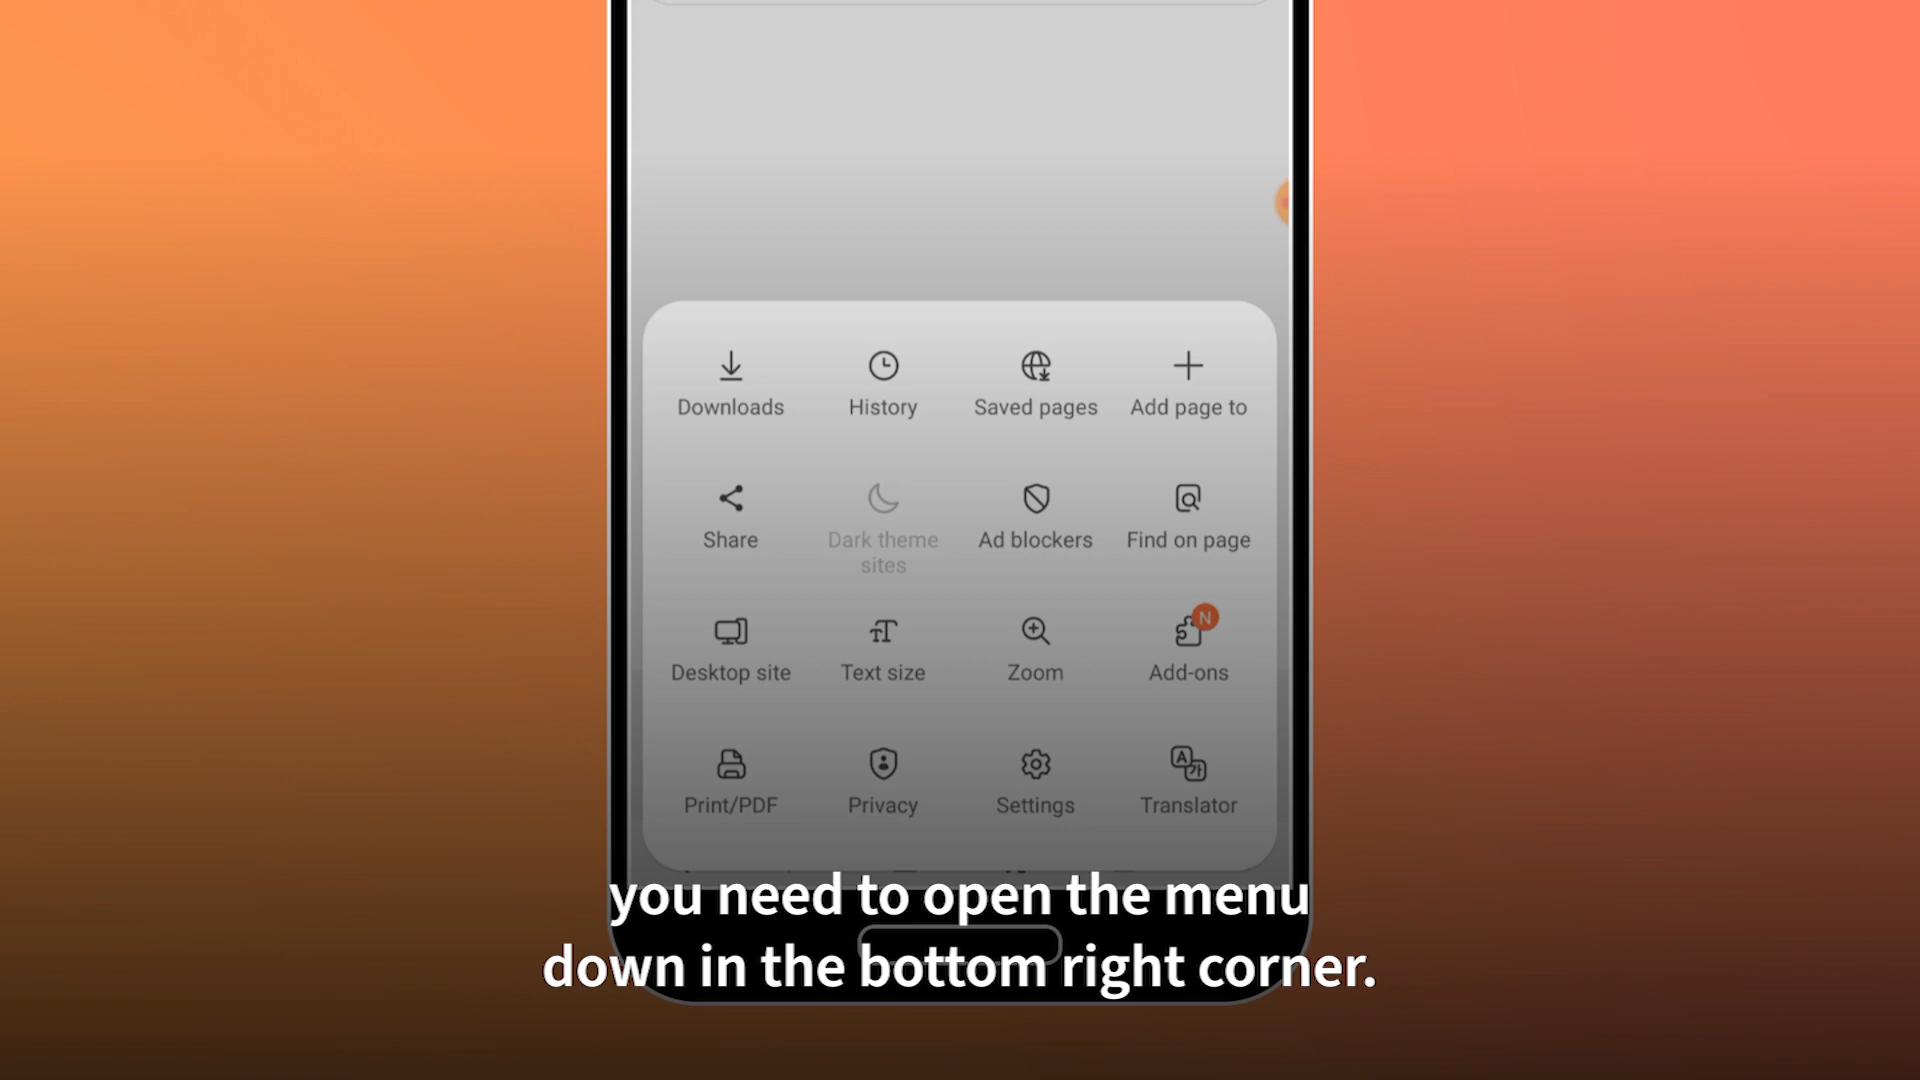 Downloads
History
Saved pages
Add page to
Share
Dark theme
sites
Ad blockers
Find on page
N
Desktop site
Text size
Zoom
Add-ons
Print/PDF
Privacy
Settings
Translator
you need to open the menu
down in the bottom right corner.